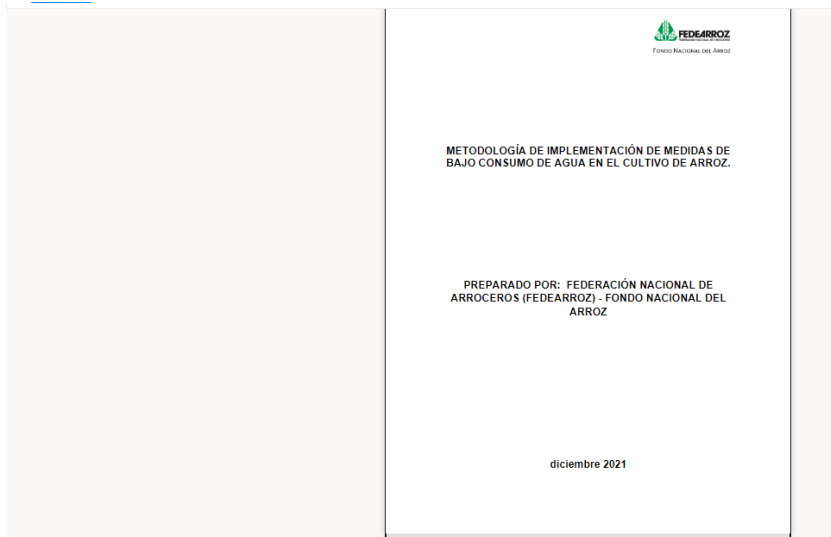 FEDEARROZ
FONDO NACIONAL DEL ARROZ
METODOLOGÍA DE IMPLEMENTACIÓN DE MEDIDAS DE
BAJO CONSUMO DE AGUA EN EL CULTIVO DE ARROZ.
PREPARADO POR: FEDERACIÓN NACIONAL DE
ARROCEROS (FEDEARROZ) - FONDO NACIONAL DEL
ARROZ
diciembre 2021